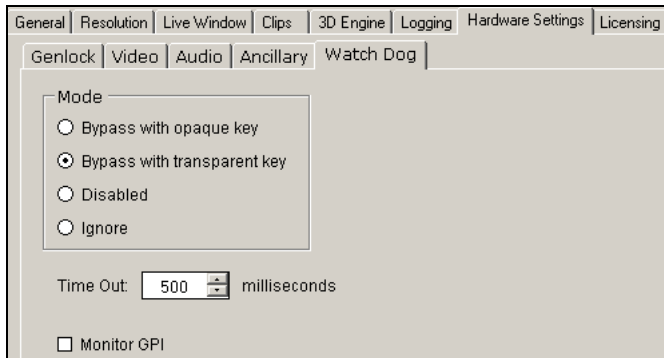 General Resolution Live Window Clips 3D Engine Logging Hardware Settings Licensing
Genlock Video Audio Ancillary Watch Dog
Mode
Bypass with opaque key
Bypass with transparent key
Disabled
Ignore
Time Out: 500 milliseconds
Monitor GPI